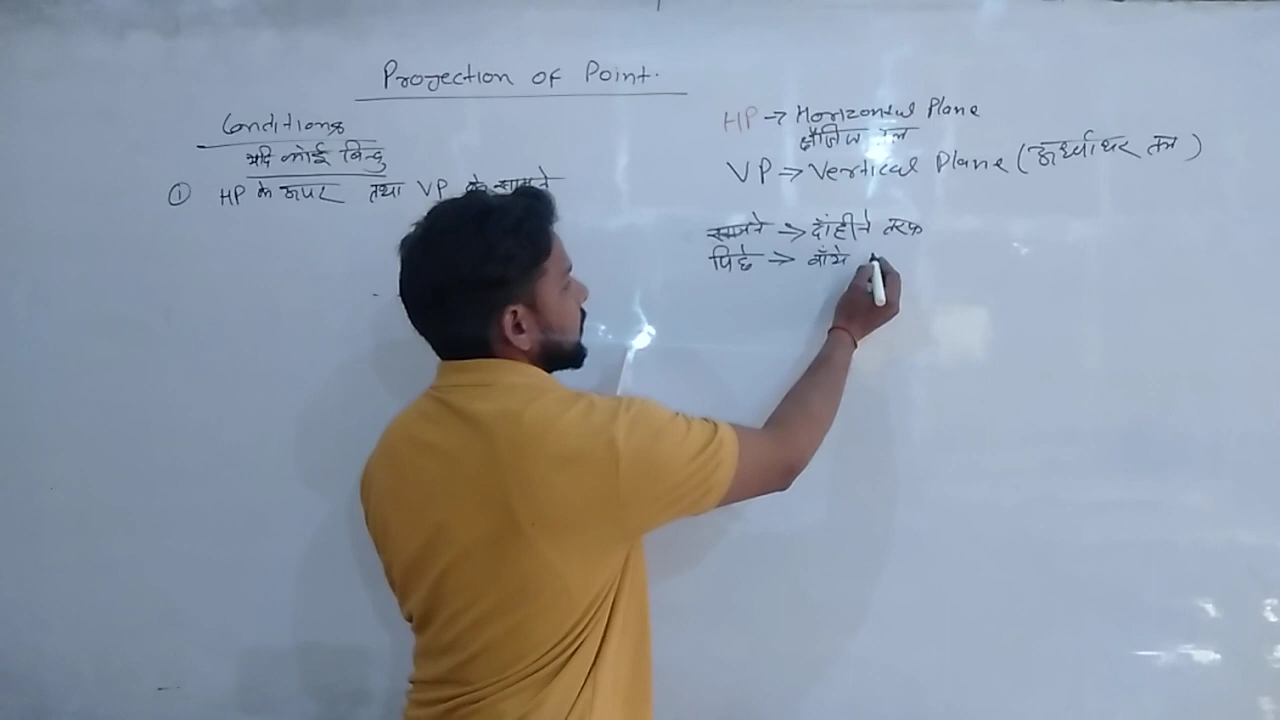 Projection of Point.
Conditions
यदि कोई बिन्दु
① HP के ऊपर तथा VP के सामने
HP → Horizontal Plane
क्षैतिज तल
VP → Vertical Plane (ऊर्ध्वाधर तल)
सामने → दाँहीने तरफ
पिछे → बाँये